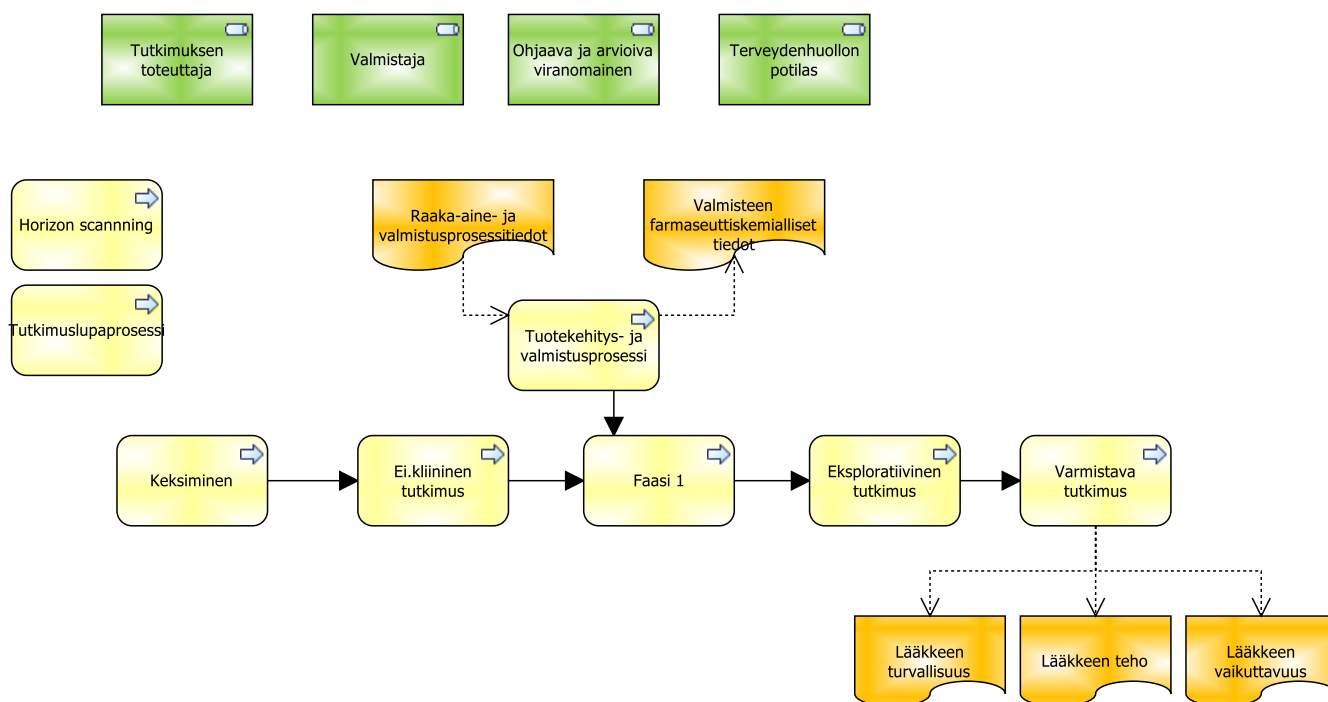 Tutkimuksen
toteuttaja
Valmistaja
Ohjaava ja arvioiva
viranomainen
Terveydenhuollon
potilas
Horizon scannning
Raaka-aine- ja
valmistusprosessitiedot
Valmisteen
farmaseuttiskemialliset
tiedot
Tutkimuslupaprosessi
Tuotekehitys- ja
valmistusprosessi
Keksiminen
Ei.kliininen
tutkimus
Faasi 1
Eksploratiivinen
tutkimus
Varmistava
tutkimus
Lääkkeen
turvallisuus
Lääkkeen teho
Lääkkeen
vaikuttavuus